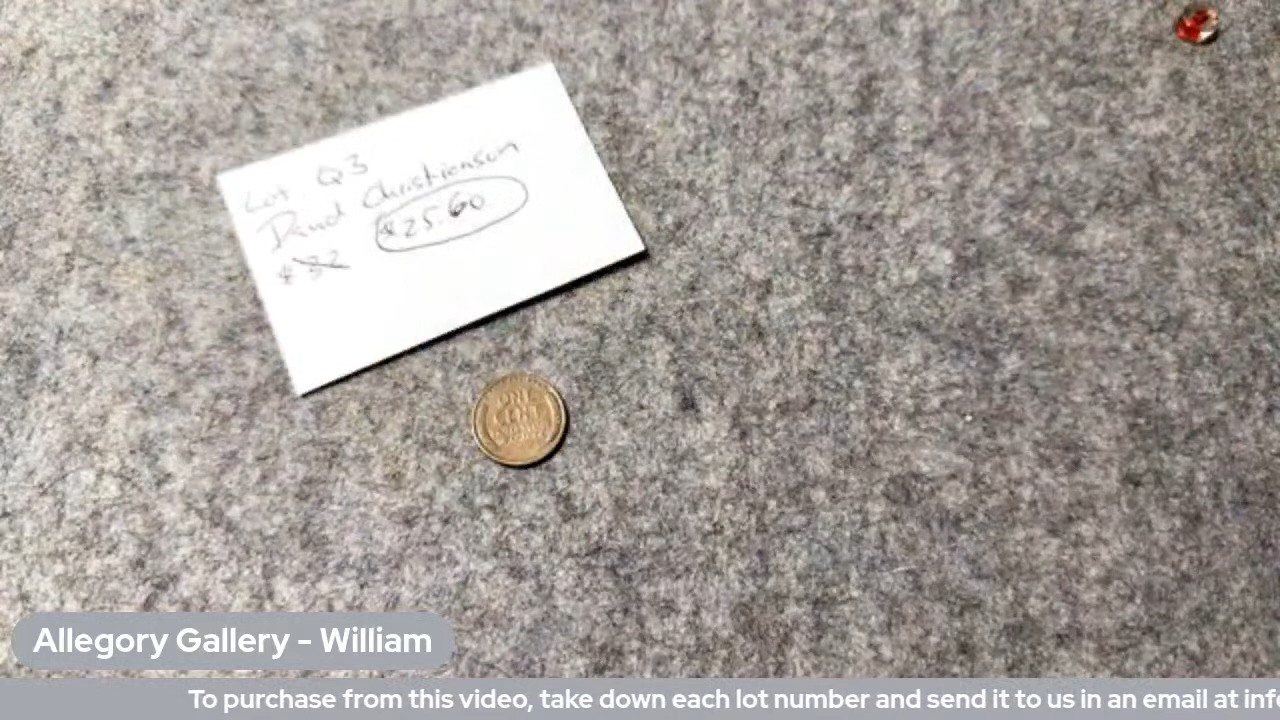 Lot. Q3
David Christianson
$32 $25.60
ONE
CENT
Allegory Gallery - William
To purchase from this video, take down each lot number and send it to us in an email at inf